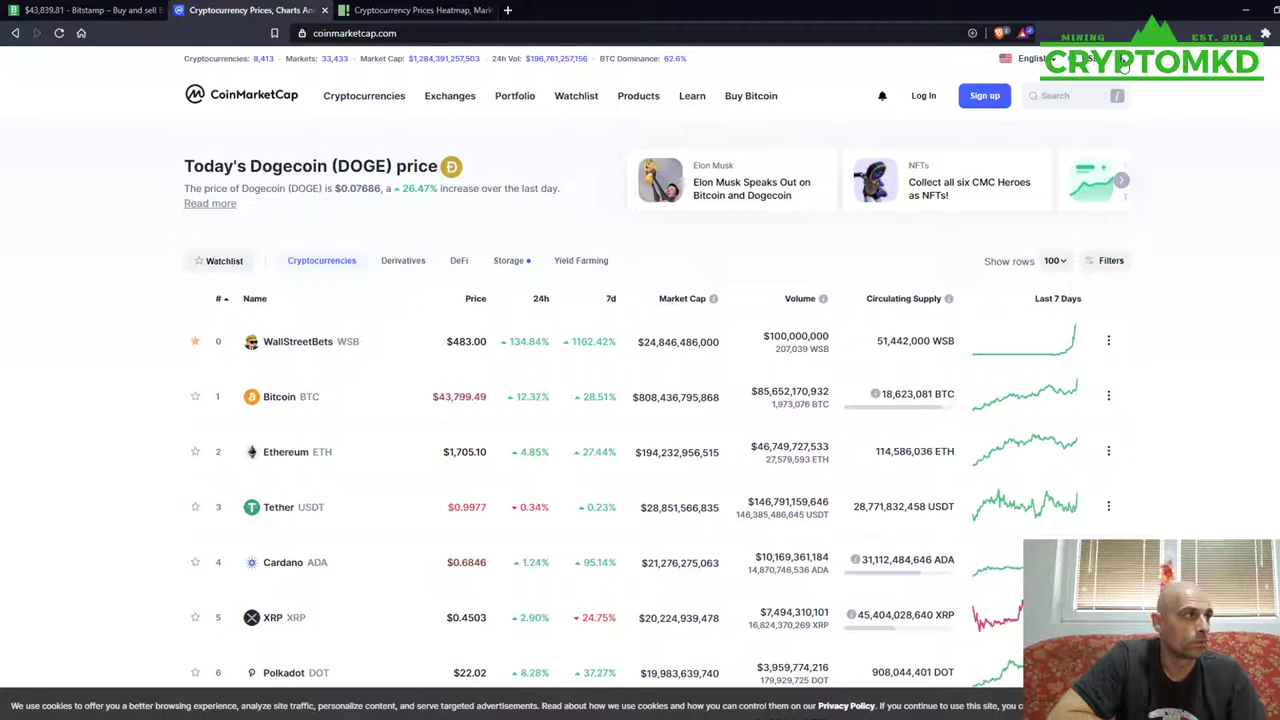 $43,839.81 - Bitstamp – Buy and sell B
Cryptocurrency Prices, Charts An
Cryptocurrency Prices Heatmap, Mark
coinmarketcap.com
MINING EST. 2014
CRYPTOMKD
Cryptocurrencies: 8,413 Markets: 33,433 Market Cap: $1,284,391,257,503 24h Vol: $196,761,257,156 BTC Dominance: 62.6%
English
CoinMarketCap Cryptocurrencies Exchanges Portfolio Watchlist Products Learn Buy Bitcoin Log In Sign up Search /
Today's Dogecoin (DOGE) price
The price of Dogecoin (DOGE) is $0.07686, a 26.47% increase over the last day.
Read more
Elon Musk
Elon Musk Speaks Out on
Bitcoin and Dogecoin
NFTs
Collect all six CMC Heroes
as NFTs!
Watchlist Cryptocurrencies Derivatives DeFi Storage Yield Farming Show rows 100 Filters
# Name Price 24h 7d Market Cap Volume Circulating Supply Last 7 Days
0 WallStreetBets WSB $483.00 134.84% 1162.42% $24,846,486,000 $100,000,000 51,442,000 WSB
207,039 WSB
1 Bitcoin BTC $43,799.49 12.37% 28.51% $808,436,795,868 $85,652,170,932 18,623,081 BTC
1,973,076 BTC
2 Ethereum ETH $1,705.10 4.85% 27.44% $194,232,956,515 $46,749,727,533 114,586,036 ETH
27,579,593 ETH
3 Tether USDT $0.9977 0.34% 0.23% $28,851,566,835 $146,791,159,646 28,771,832,458 USDT
146,385,486,645 USDT
4 Cardano ADA $0.6846 1.24% 95.14% $21,276,275,063 $10,169,361,184 31,112,484,646 ADA
14,870,746,536 ADA
5 XRP XRP $0.4503 2.90% 24.75% $20,224,939,478 $7,494,310,101 45,404,028,640 XRP
16,824,370,269 XRP
6 Polkadot DOT $22.02 8.28% 37.27% $19,983,639,740 $3,959,774,216 908,044,401 DOT
179,929,725 DOT
We use cookies to offer you a better browsing experience, analyze site traffic, personalize content, and serve targeted advertisements. Read about how we use cookies and how you can control them on our Privacy Policy. If you continue to use this site, you c